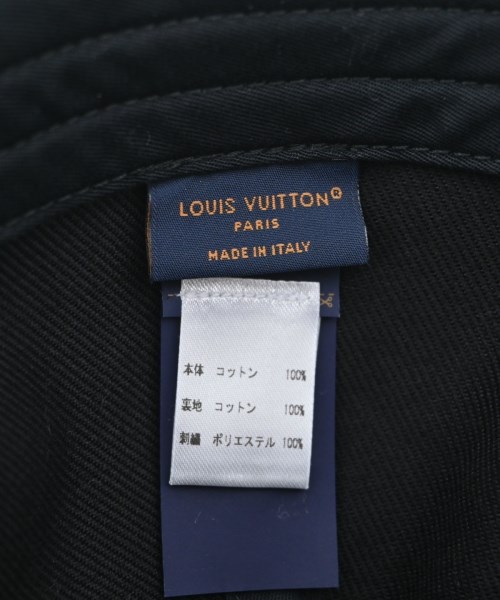 LOUIS VUITTON®
PARIS
MADE IN ITALY
本体 コットン 100%
裏地 コットン 100%
刺繍 ポリエステル 100%